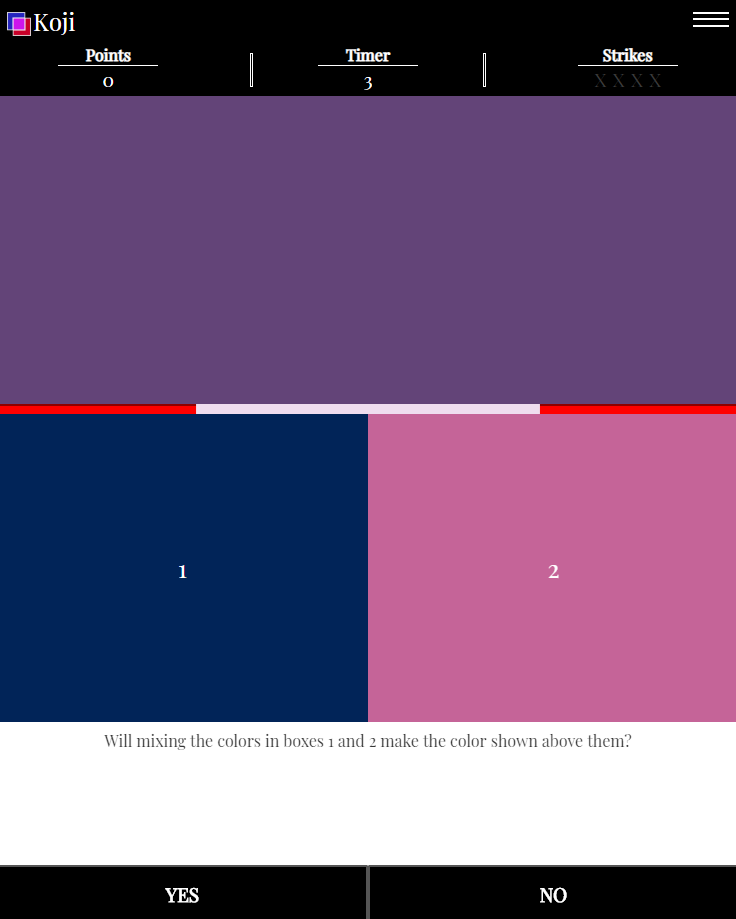 Koji
Points
Timer
Strikes
0
3
X X X X
1
2
Will mixing the colors in boxes 1 and 2 make the color shown above them?
YES
NO